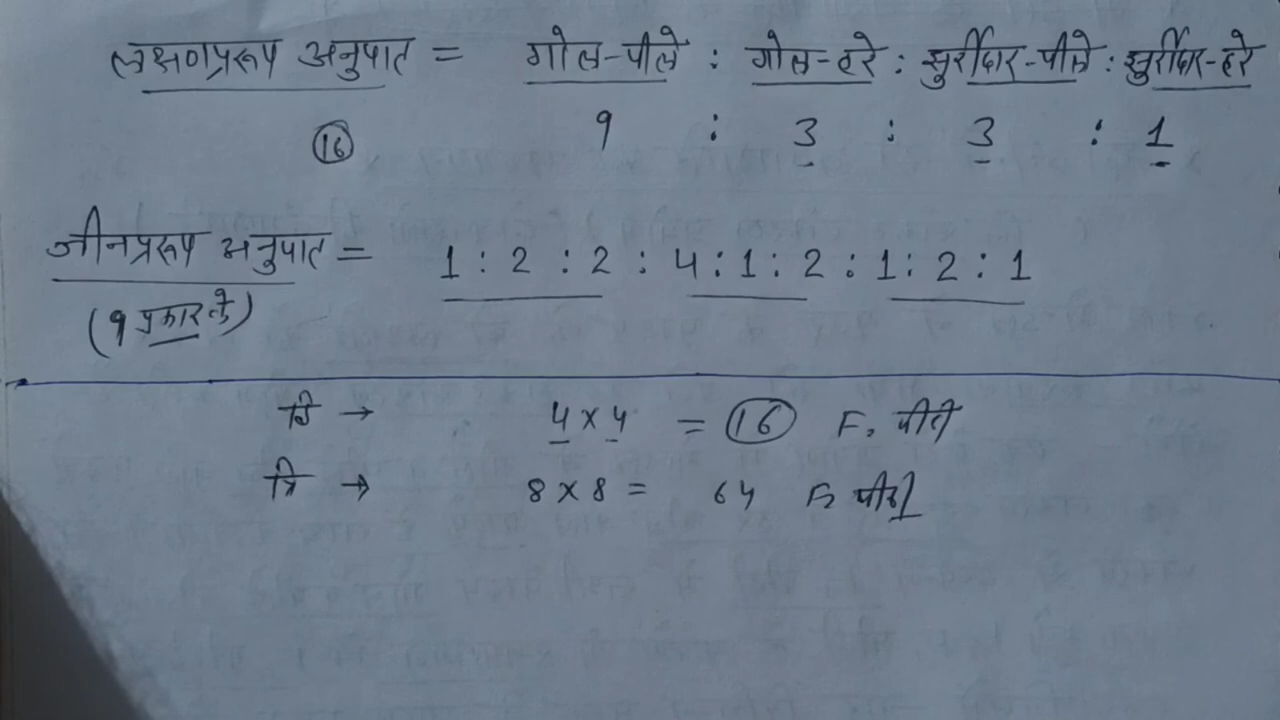 लक्षणप्ररूप अनुपात = गोल-पीले : गोल-हरे : झुर्रीदार-पीले : झुर्रीदार-हरे
16 9 : 3 : 3 : 1
जीनप्ररूप अनुपात = 1 : 2 : 2 : 4 : 1 : 2 : 1 : 2 : 1
(9 प्रकार के)
द्वि → 4 × 4 = 16 F₂ पीढी
त्रि → 8 × 8 = 64 F₂ पीढी